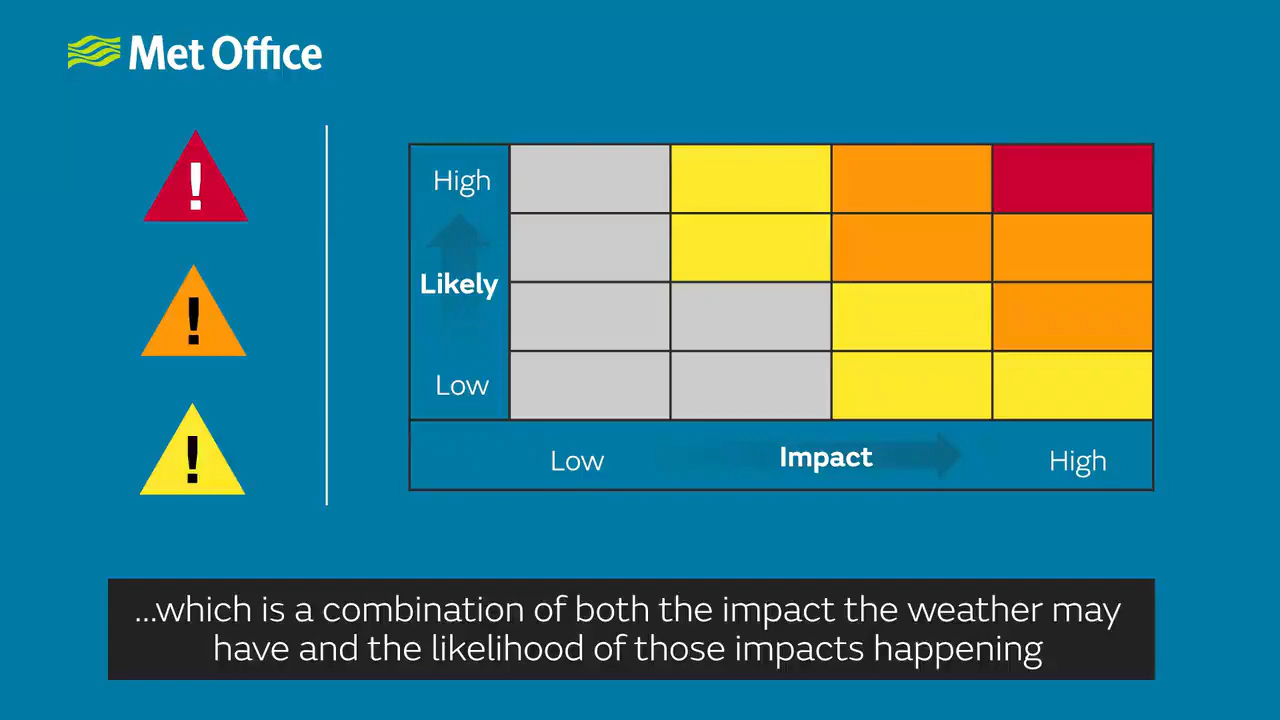 Met Office
!
!
!
High
Likely
Low
Low
Impact
High
...which is a combination of both the impact the weather may
have and the likelihood of those impacts happening